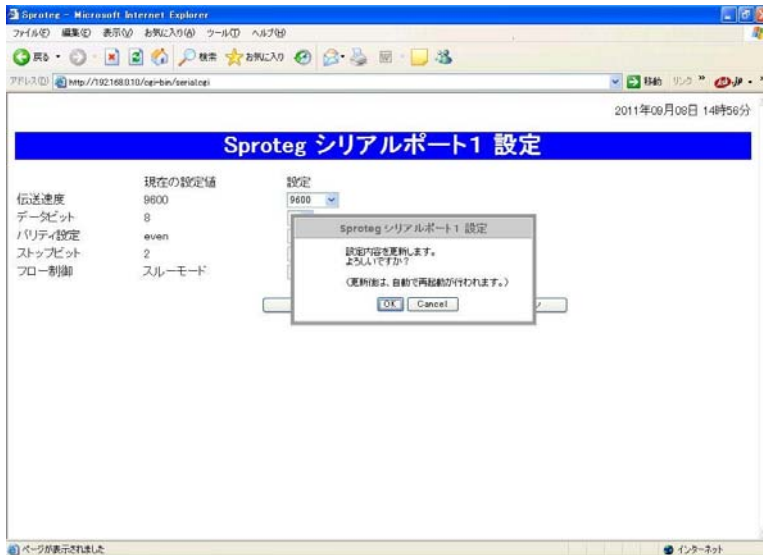 Sproteg - Microsoft Internet Explorer
ファイル(F) 編集(E) 表示(V) お気に入り(A) ツール(T) ヘルプ(H)
戻る 検索 お気に入り
アドレス(D) http://192.168.0.10/cgi-bin/serial.cgi 移動 リンク »
2011年09月08日 14時56分
Sproteg シリアルポート1 設定
現在の設定値 設定
伝送速度 9600 9600
データビット 8
パリティ設定 even
ストップビット 2
フロー制御 スルーモード
Sproteg シリアルポート1 設定
設定内容を更新します。
よろしいですか?
(更新後は、自動で再起動が行われます。)
OK Cancel
ページが表示されました インターネット